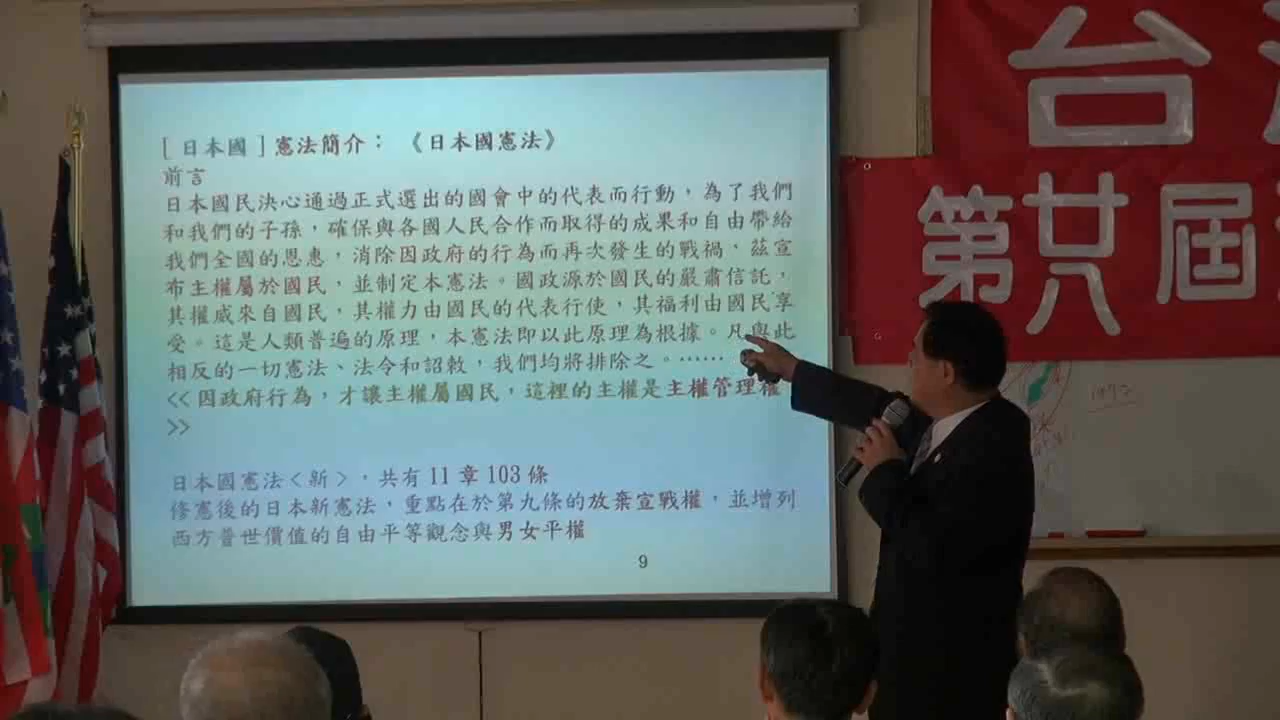 [ 日本國 ] 憲法簡介： 《日本國憲法》
前言
日本國民決心通過正式選出的國會中的代表而行動，為了我們
和我們的子孫，確保與各國人民合作而取得的成果和自由帶給
我們全國的恩惠，消除因政府的行為而再次發生的戰禍，茲宣
布主權屬於國民，並制定本憲法。國政源於國民的嚴肅信託，
其權威來自國民，其權力由國民的代表行使，其福利由國民享
受。這是人類普遍的原理，本憲法即以此原理為根據。凡與此
相反的一切憲法、法令和詔敕，我們均將排除之。……
<< 因政府行為，才讓主權屬國民，這裡的主權是主權管理權
>>
日本國憲法＜新＞，共有 11 章 103 條
修憲後的日本新憲法，重點在於第九條的放棄宣戰權，並增列
西方普世價值的自由平等觀念與男女平權
9
台
第廿八屆